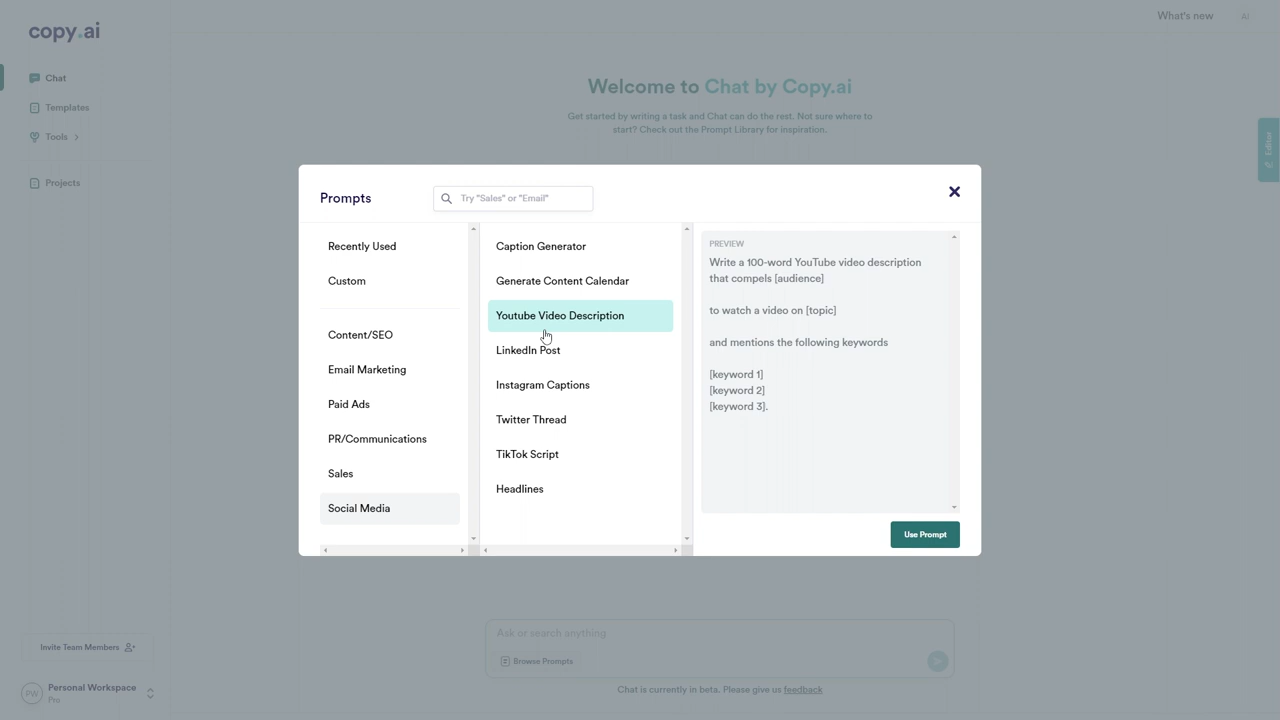 copy.ai
What's new
AI
Chat
Templates
Tools
Projects
Welcome to Chat by Copy.ai
Get started by writing a task and Chat can do the rest. Not sure where to
start? Check out the Prompt Library for inspiration.
Editor
Prompts
Try "Sales" or "Email"
Recently Used
Custom
Content/SEO
Email Marketing
Paid Ads
PR/Communications
Sales
Social Media
Caption Generator
Generate Content Calendar
Youtube Video Description
LinkedIn Post
Instagram Captions
Twitter Thread
TikTok Script
Headlines
PREVIEW
Write a 100-word YouTube video description
that compels [audience]
to watch a video on [topic]
and mentions the following keywords
[keyword 1]
[keyword 2]
[keyword 3].
Use Prompt
Ask or search anything
Browse Prompts
Chat is currently in beta. Please give us feedback
Invite Team Members
PW
Personal Workspace
Pro